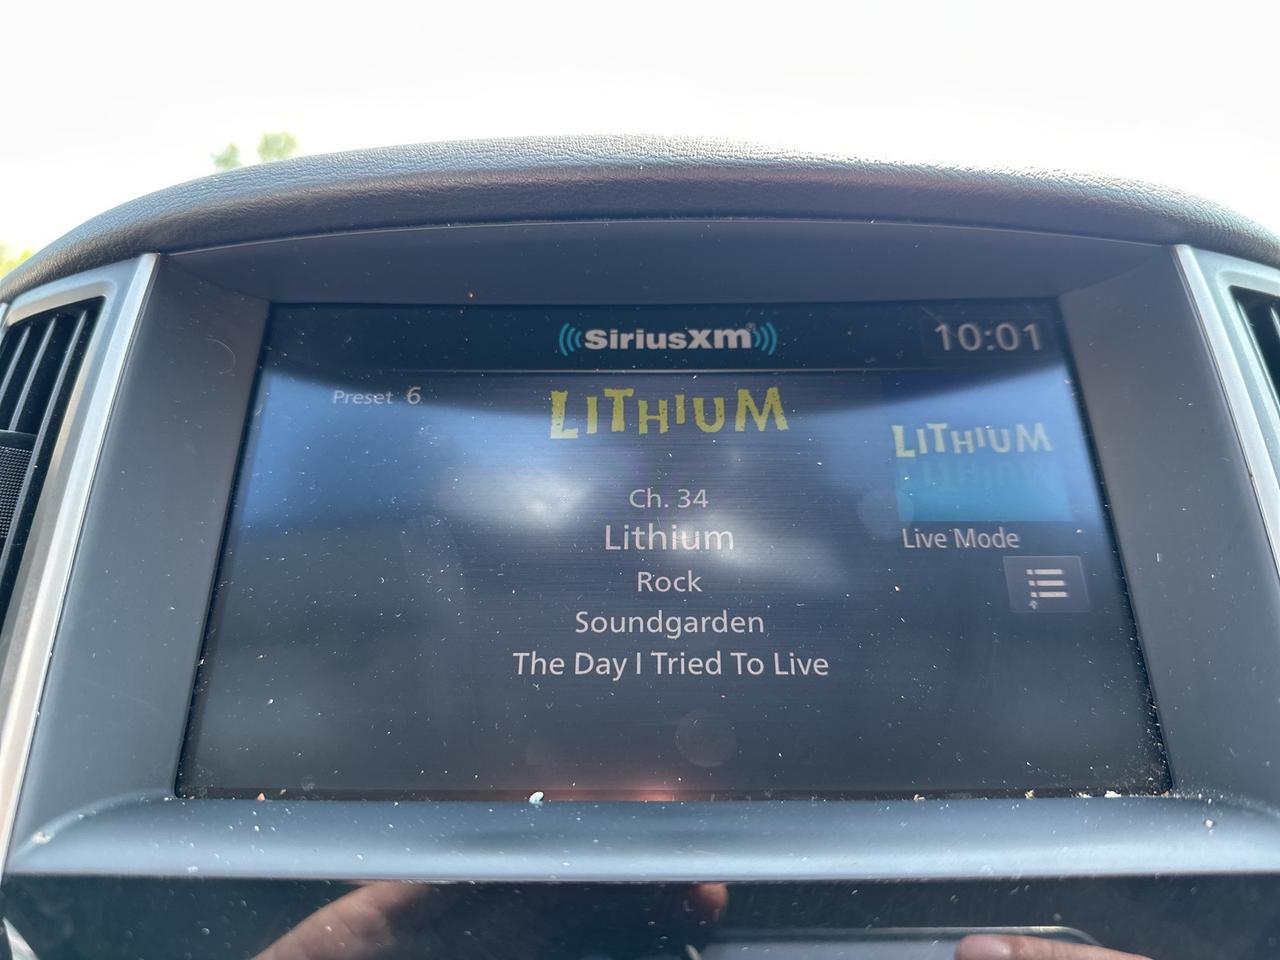 SiriusXM
10:01
Preset 6
LITHIUM
LITHIUM
Ch. 34
Lithium
Live Mode
Rock
Soundgarden
The Day I Tried To Live